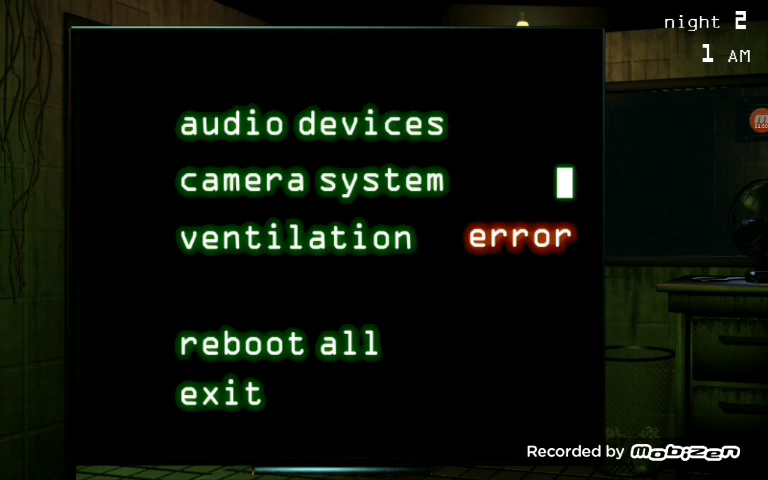 night 2
1 AM
audio devices
camera system
ventilation error
reboot all
exit
Recorded by mobizen